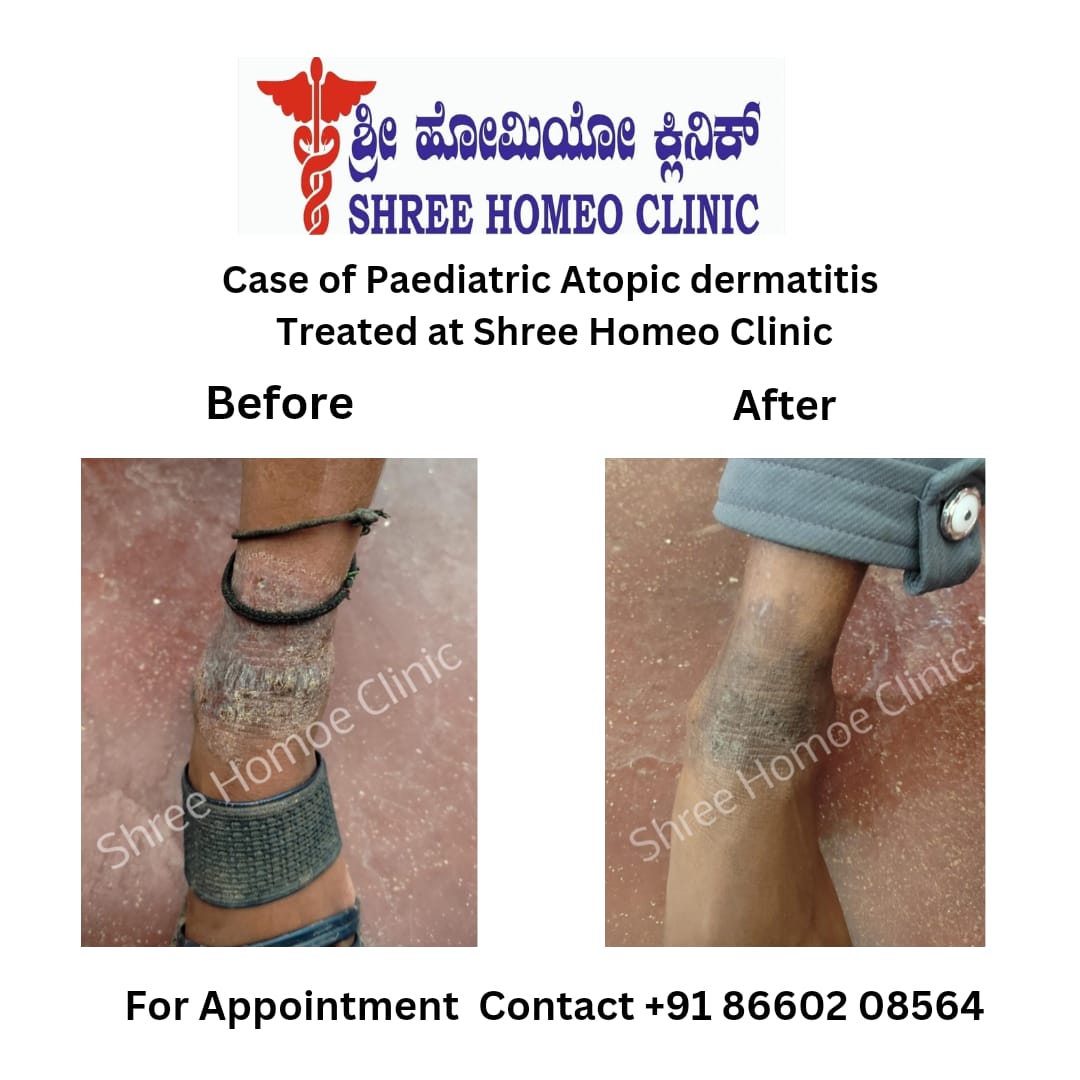 ಶ್ರೀ ಹೋಮಿಯೋ ಕ್ಲಿನಿಕ್
SHREE HOMEO CLINIC
Case of Paediatric Atopic dermatitis
Treated at Shree Homeo Clinic
Before
After
Shree Homoe Clinic
Shree Homoe Clinic
For Appointment Contact +91 86602 08564